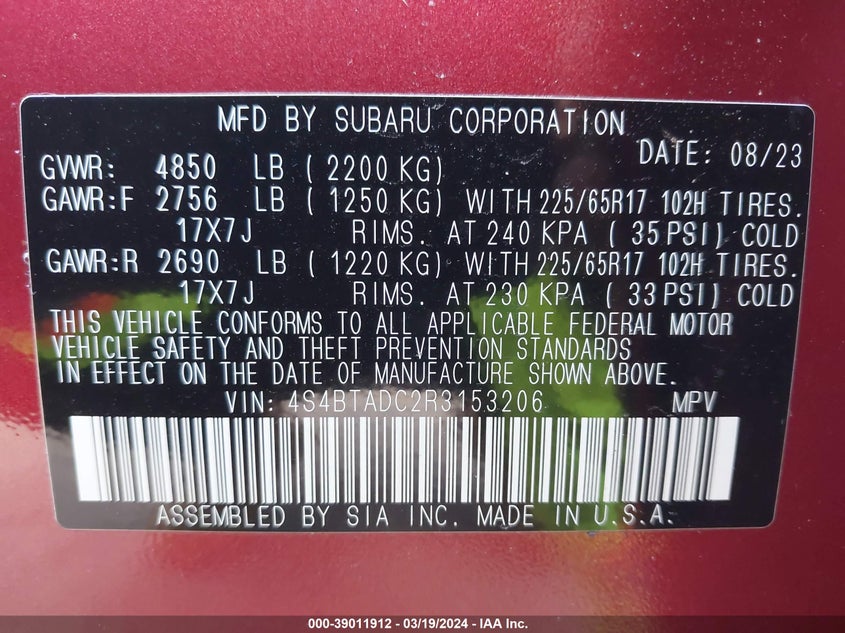 MFD BY SUBARU CORPORATION
DATE: 08/23
GVWR: 4850 LB ( 2200 KG)
GAWR:F 2756 LB ( 1250 KG) WITH 225/65R17 102H TIRES.
17X7J RIMS. AT 240 KPA ( 35 PSI) COLD
GAWR:R 2690 LB ( 1220 KG) WITH 225/65R17 102H TIRES.
17X7J RIMS. AT 230 KPA ( 33 PSI) COLD
THIS VEHICLE CONFORMS TO ALL APPLICABLE FEDERAL MOTOR
VEHICLE SAFETY AND THEFT PREVENTION STANDARDS
IN EFFECT ON THE DATE OF MANUFACTURE SHOWN ABOVE.
VIN: 4S4BTADC2R3153206 MPV
ASSEMBLED BY SIA INC. MADE IN U.S.A.
000-39011912 - 03/19/2024 - IAA Inc.